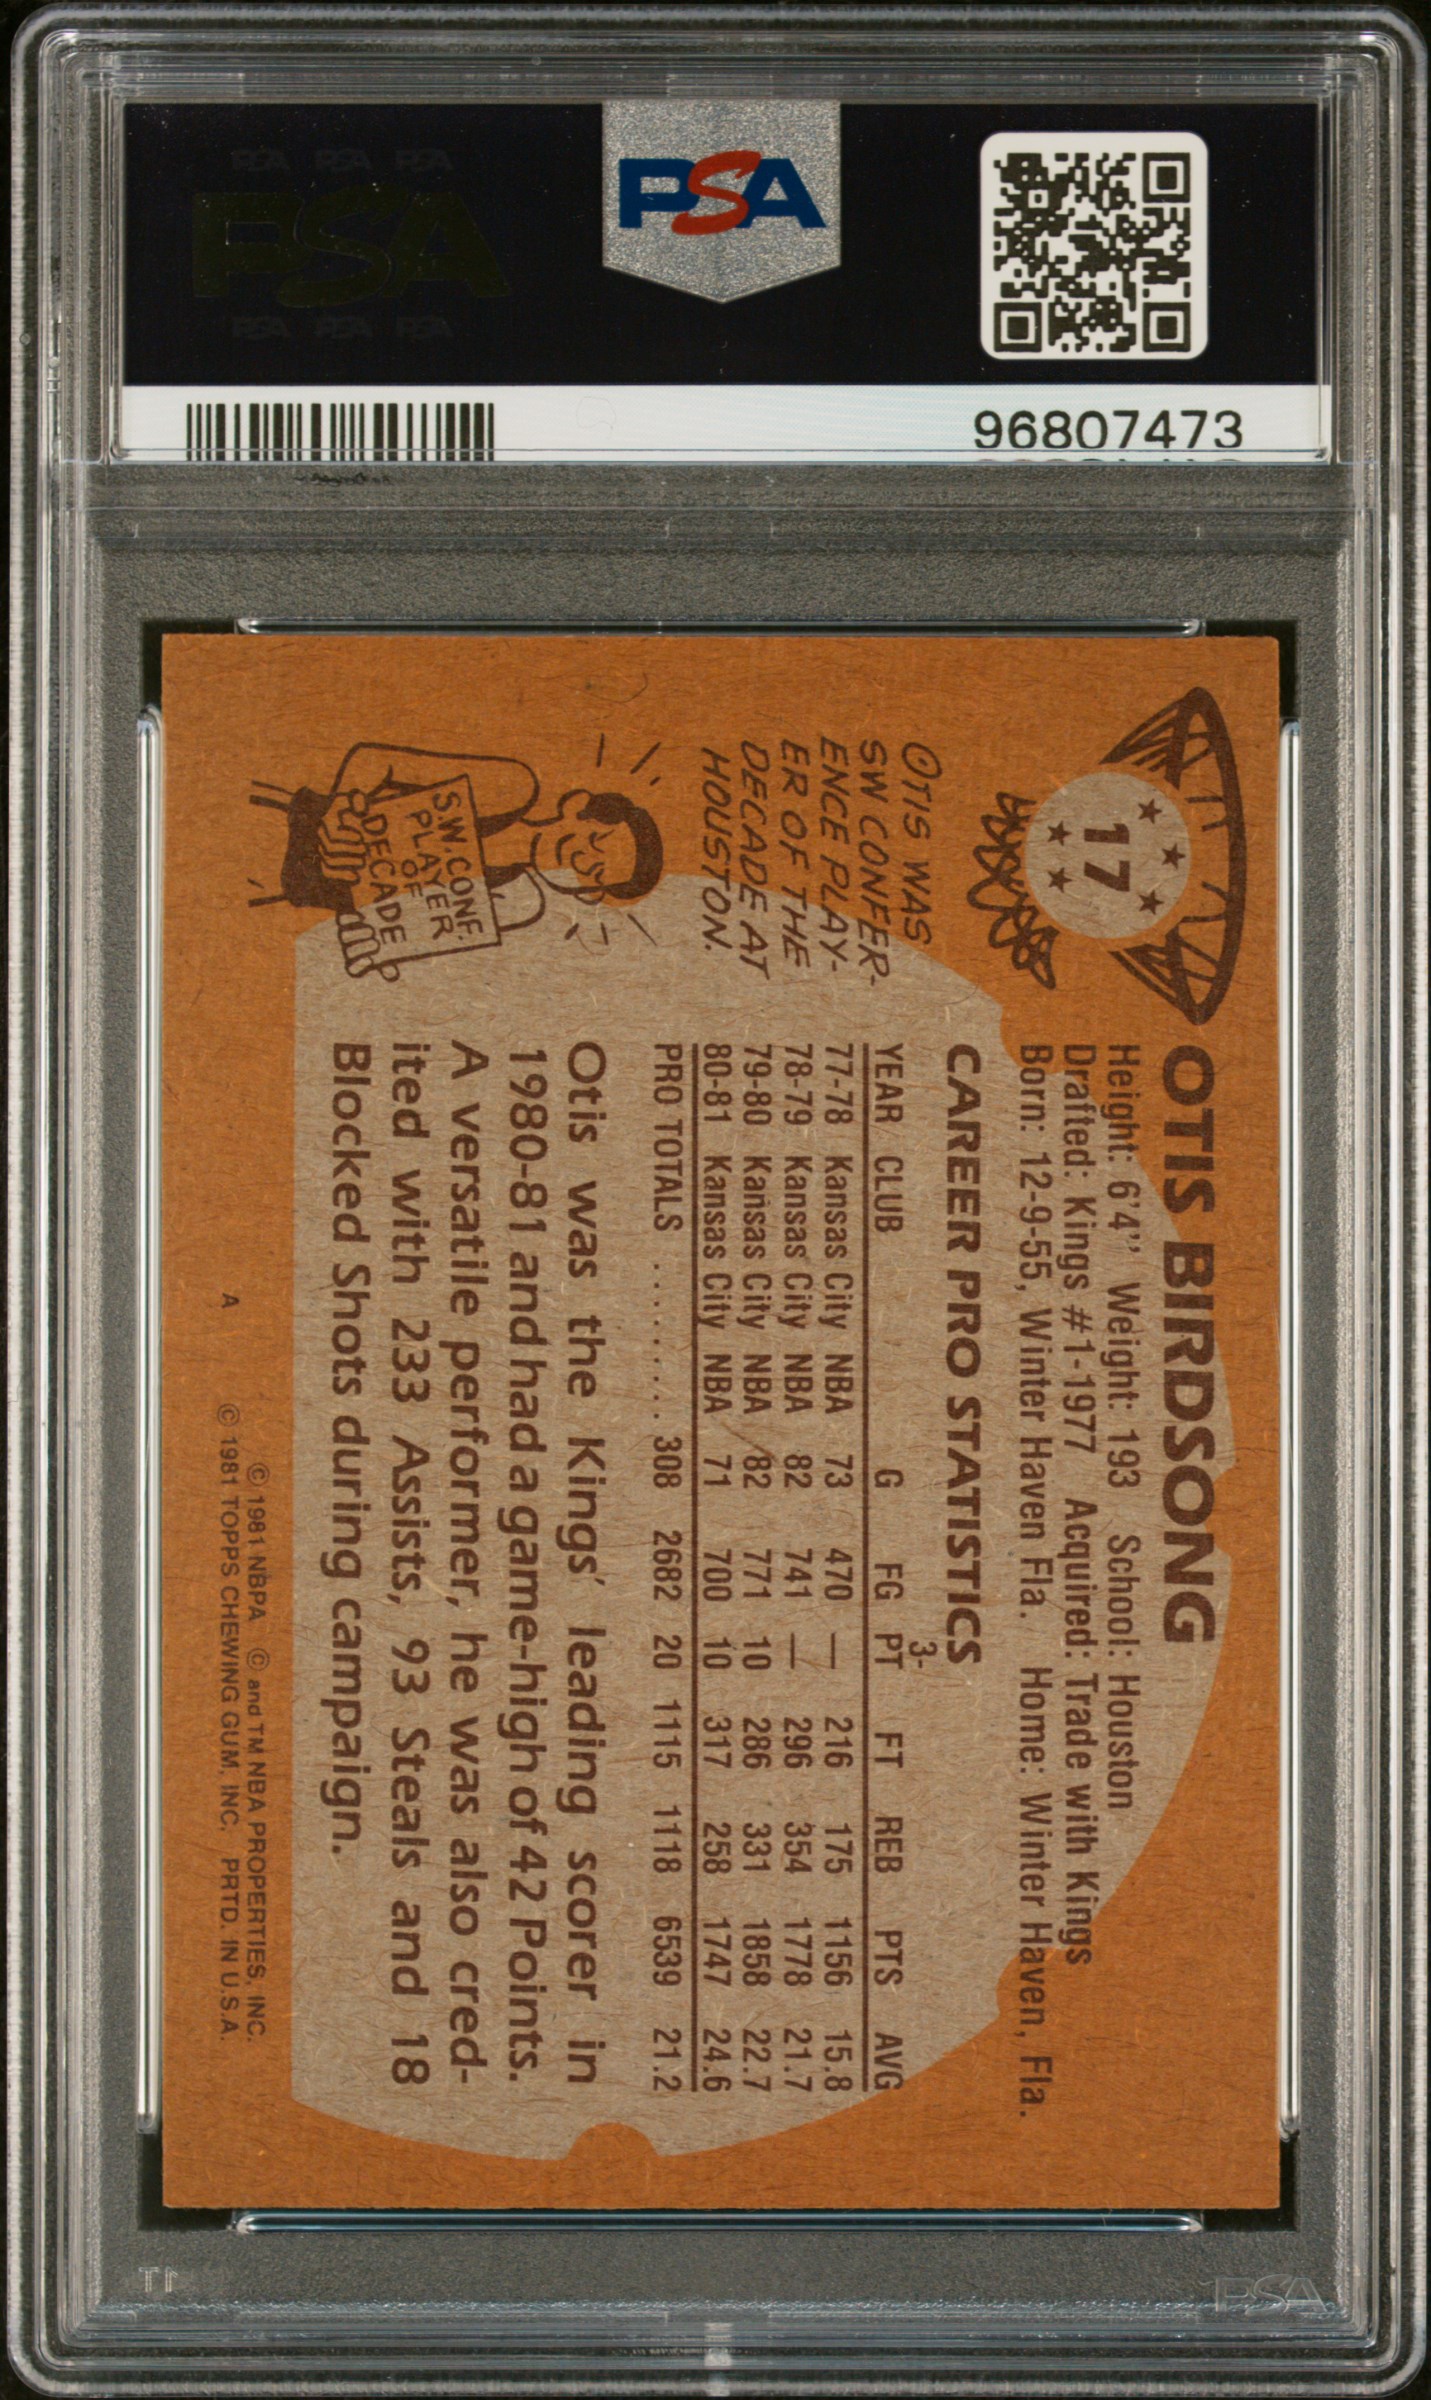 PSA PSA PSA
PSA
PSA PSA PSA
PSA
96807473
17
OTIS BIRDSONG
Height: 6'4" Weight: 193 School: Houston
Drafted: Kings #1-1977 Acquired: Trade with Kings
Born: 12-9-55, Winter Haven Fla. Home: Winter Haven, Fla.
CAREER PRO STATISTICS
YEAR CLUB G FG 3-PT FT REB PTS AVG
77-78 Kansas City NBA 73 470 — 216 175 1156 15.8
78-79 Kansas City NBA 82 741 — 296 354 1778 21.7
79-80 Kansas City NBA 82 771 10 286 331 1858 22.7
80-81 Kansas City NBA 71 700 10 317 258 1747 24.6
PRO TOTALS ........ 308 2682 20 1115 1118 6539 21.2
Otis was the Kings' leading scorer in
1980-81 and had a game-high of 42 Points.
A versatile performer, he was also cred-
ited with 233 Assists, 93 Steals and 18
Blocked Shots during campaign.
OTIS WAS
SW CONFER-
ENCE PLAY-
ER OF THE
DECADE AT
HOUSTON.
S.W. CONF.
PLAYER
OF
DECADE
© 1981 NBPA © and TM NBA PROPERTIES, INC.
A © 1981 TOPPS CHEWING GUM, INC. PRTD. IN U.S.A.
PSA